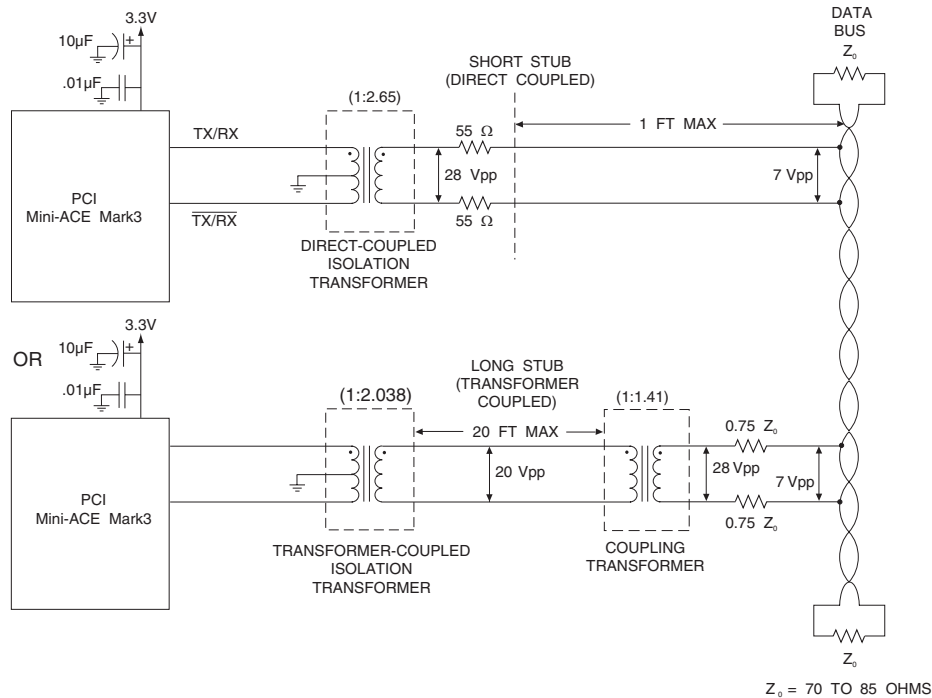 3.3V
10µF
+
.01µF
PCI
Mini-ACE Mark3
TX/RX
TX/RX
(1:2.65)
DIRECT-COUPLED
ISOLATION
TRANSFORMER
28 Vpp
55 Ω
55 Ω
SHORT STUB
(DIRECT COUPLED)
1 FT MAX
7 Vpp
DATA
BUS
Z₀
OR
3.3V
10µF
+
.01µF
PCI
Mini-ACE Mark3
(1:2.038)
TRANSFORMER-COUPLED
ISOLATION
TRANSFORMER
LONG STUB
(TRANSFORMER
COUPLED)
20 FT MAX
20 Vpp
(1:1.41)
COUPLING
TRANSFORMER
0.75 Z₀
28 Vpp
0.75 Z₀
7 Vpp
Z₀
Z₀ = 70 TO 85 OHMS